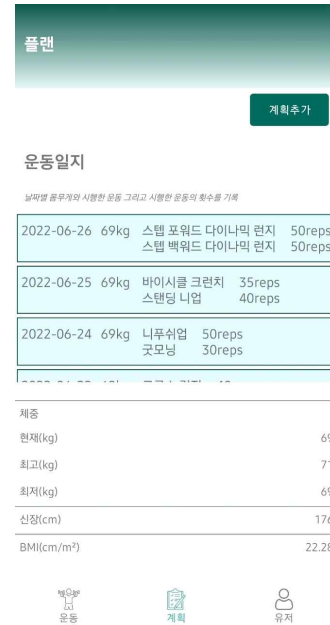 플랜
계획추가
운동일지
날짜별 몸무게와 시행한 운동 그리고 시행한 운동의 횟수를 기록
2022-06-26 69kg 스텝 포워드 다이나믹 런지 50reps
스텝 백워드 다이나믹 런지 50reps
2022-06-25 69kg 바이시클 크런치 35reps
스탠딩 니업 40reps
2022-06-24 69kg 니푸쉬업 50reps
굿모닝 30reps
체중
현재(kg) 69
최고(kg)
최저(kg) 69
신장(cm) 176
BMI(cm/m²) 22.28
운동 계획 유저